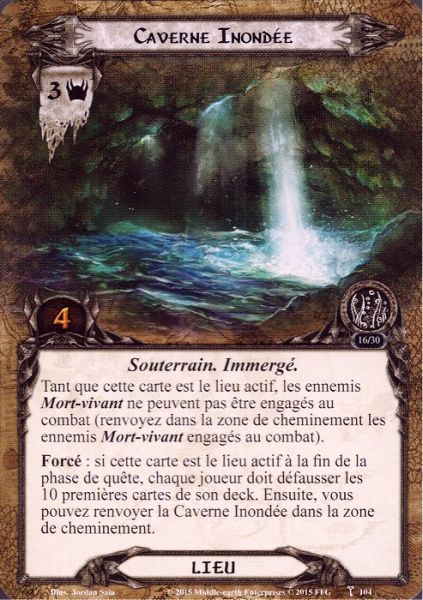 Caverne Inondée
3
4
16/30
Souterrain. Immergé.
Tant que cette carte est le lieu actif, les ennemis
Mort-vivant ne peuvent pas être engagés au
combat (renvoyez dans la zone de cheminement les
ennemis Mort-vivant engagés au combat).
Forcé : si cette carte est le lieu actif à la fin de la
phase de quête, chaque joueur doit défausser les
10 premières cartes de son deck. Ensuite, vous
pouvez renvoyer la Caverne Inondée dans la zone
de cheminement.
LIEU
Illus. Jordan Saia
© 2015 Middle-earth Enterprises © 2015 FFG
104